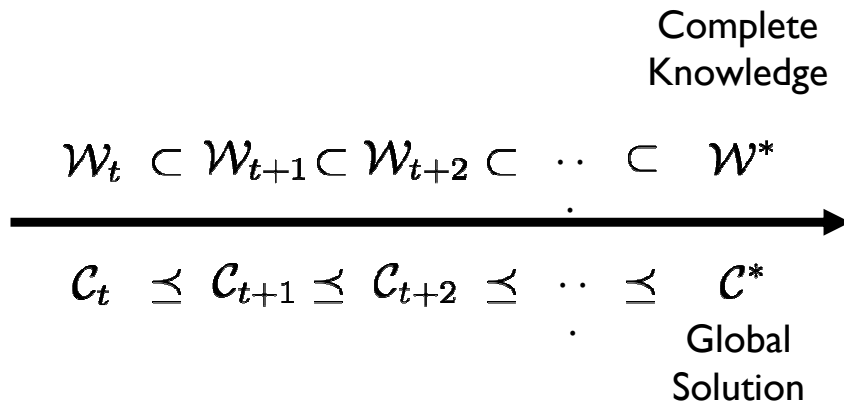 Complete
Knowledge
𝒲_t ⊂ 𝒲_{t+1} ⊂ 𝒲_{t+2} ⊂ ... ⊂ 𝒲*
𝒞_t ⪯ 𝒞_{t+1} ⪯ 𝒞_{t+2} ⪯ ... ⪯ 𝒞*
Global
Solution